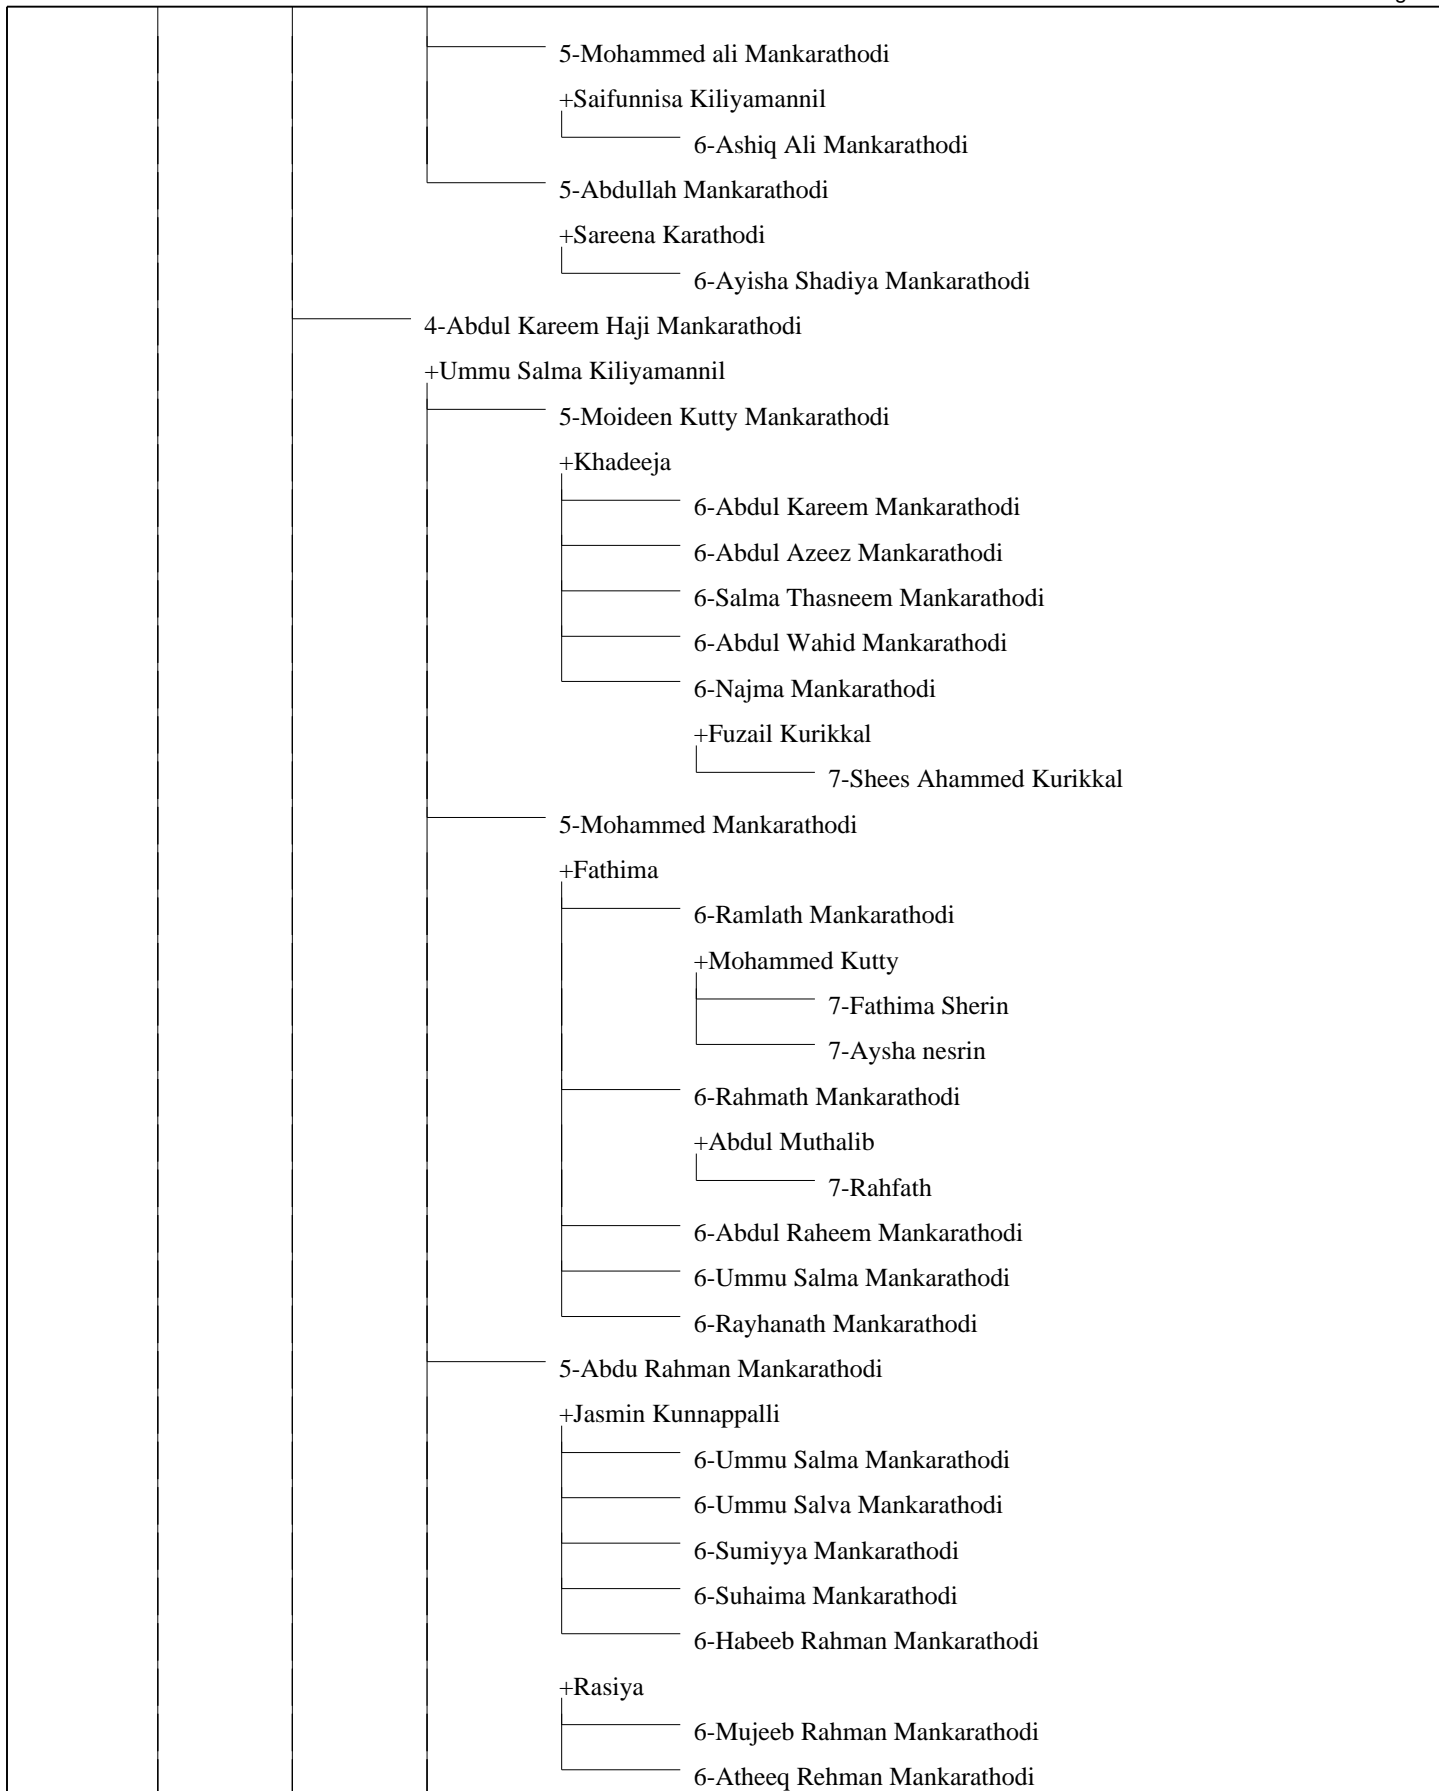 5-Mohammed ali Mankarathodi
+Saifunnisa Kiliyamannil
6-Ashiq Ali Mankarathodi
5-Abdullah Mankarathodi
+Sareena Karathodi
6-Ayisha Shadiya Mankarathodi
4-Abdul Kareem Haji Mankarathodi
+Ummu Salma Kiliyamannil
5-Moideen Kutty Mankarathodi
+Khadeeja
6-Abdul Kareem Mankarathodi
6-Abdul Azeez Mankarathodi
6-Salma Thasneem Mankarathodi
6-Abdul Wahid Mankarathodi
6-Najma Mankarathodi
+Fuzail Kurikkal
7-Shees Ahammed Kurikkal
5-Mohammed Mankarathodi
+Fathima
6-Ramlath Mankarathodi
+Mohammed Kutty
7-Fathima Sherin
7-Aysha nesrin
6-Rahmath Mankarathodi
+Abdul Muthalib
7-Rahfath
6-Abdul Raheem Mankarathodi
6-Ummu Salma Mankarathodi
6-Rayhanath Mankarathodi
5-Abdu Rahman Mankarathodi
+Jasmin Kunnappalli
6-Ummu Salma Mankarathodi
6-Ummu Salva Mankarathodi
6-Sumiyya Mankarathodi
6-Suhaima Mankarathodi
6-Habeeb Rahman Mankarathodi
+Rasiya
6-Mujeeb Rahman Mankarathodi
6-Atheeq Rehman Mankarathodi